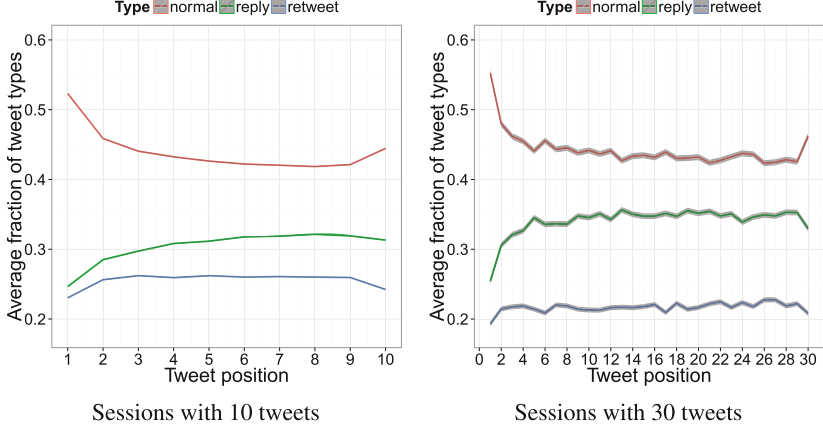 Type normal reply retweet
Average fraction of tweet types
0.6
0.5
0.4
0.3
0.2
1 2 3 4 5 6 7 8 9 10
Tweet position
Sessions with 10 tweets
Type normal reply retweet
Average fraction of tweet types
0.6
0.5
0.4
0.3
0.2
0 2 4 6 8 10 12 14 16 18 20 22 24 26 28 30
Tweet position
Sessions with 30 tweets